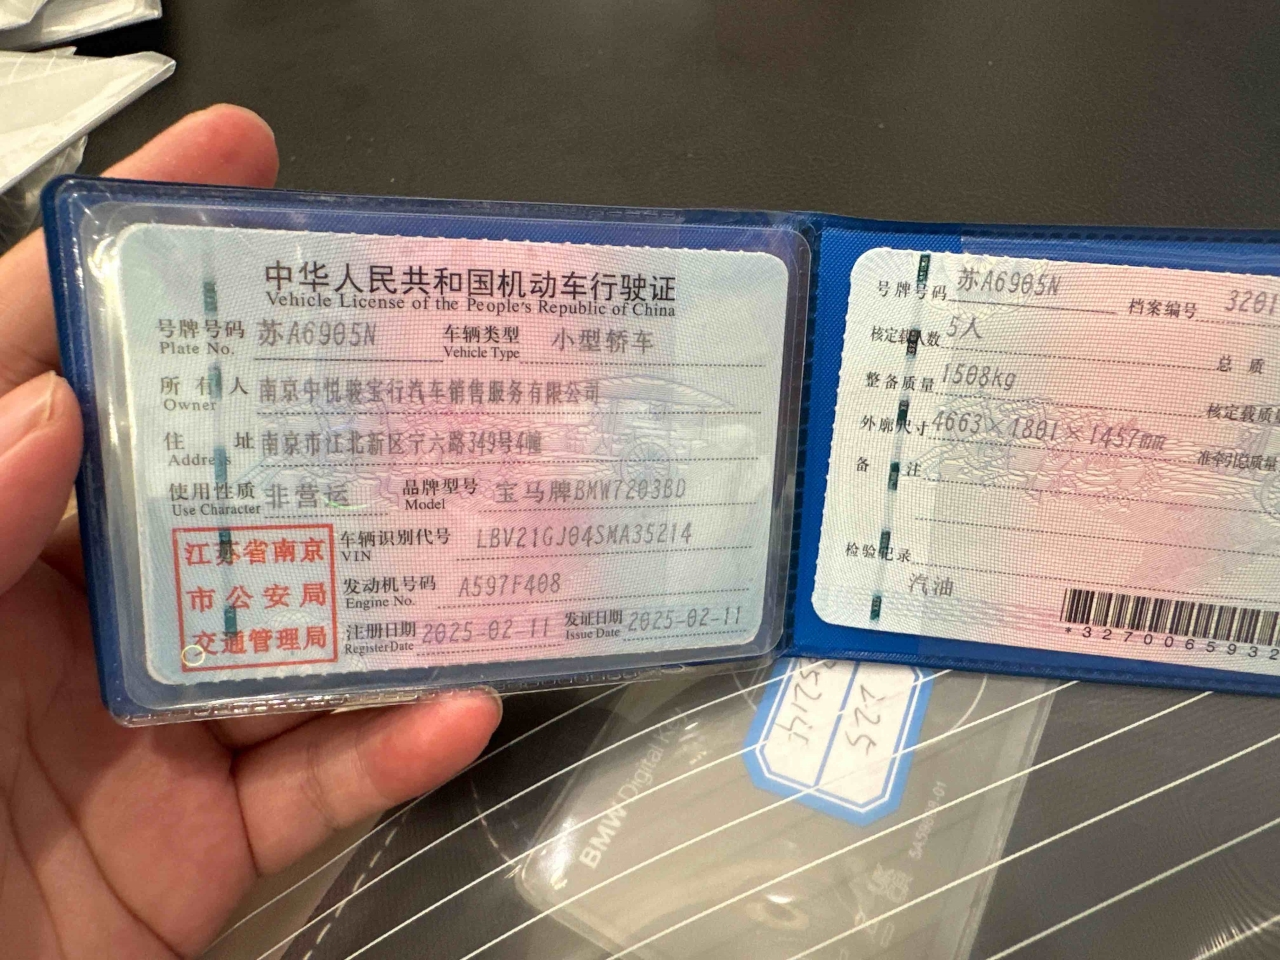 中华人民共和国机动车行驶证
Vehicle License of the People's Republic of China
号牌号码 苏A6905N 车辆类型 小型轿车
Plate No. Vehicle Type
所有人 南京中悦骏宝行汽车销售服务有限公司
Owner
住址 南京市江北新区宁六路349号4幢
Address
使用性质 非营运 品牌型号 宝马牌BMW7203BD
Use Character Model
江苏省南京
市公安局
交通管理局
车辆识别代号 LBV21GJ04SMA35214
VIN
发动机号码 A597F408
Engine No.
注册日期 2025-02-11 发证日期 2025-02-11
Register Date Issue Date
号牌号码 苏A6905N 档案编号 3201
核定载人数 5人 总质
整备质量 1508kg 核定载质
外廓尺寸 4663×1801×1457mm 准牵引总质量
备注
检验记录
汽油
*3270065932
BMW Digital
35214
225